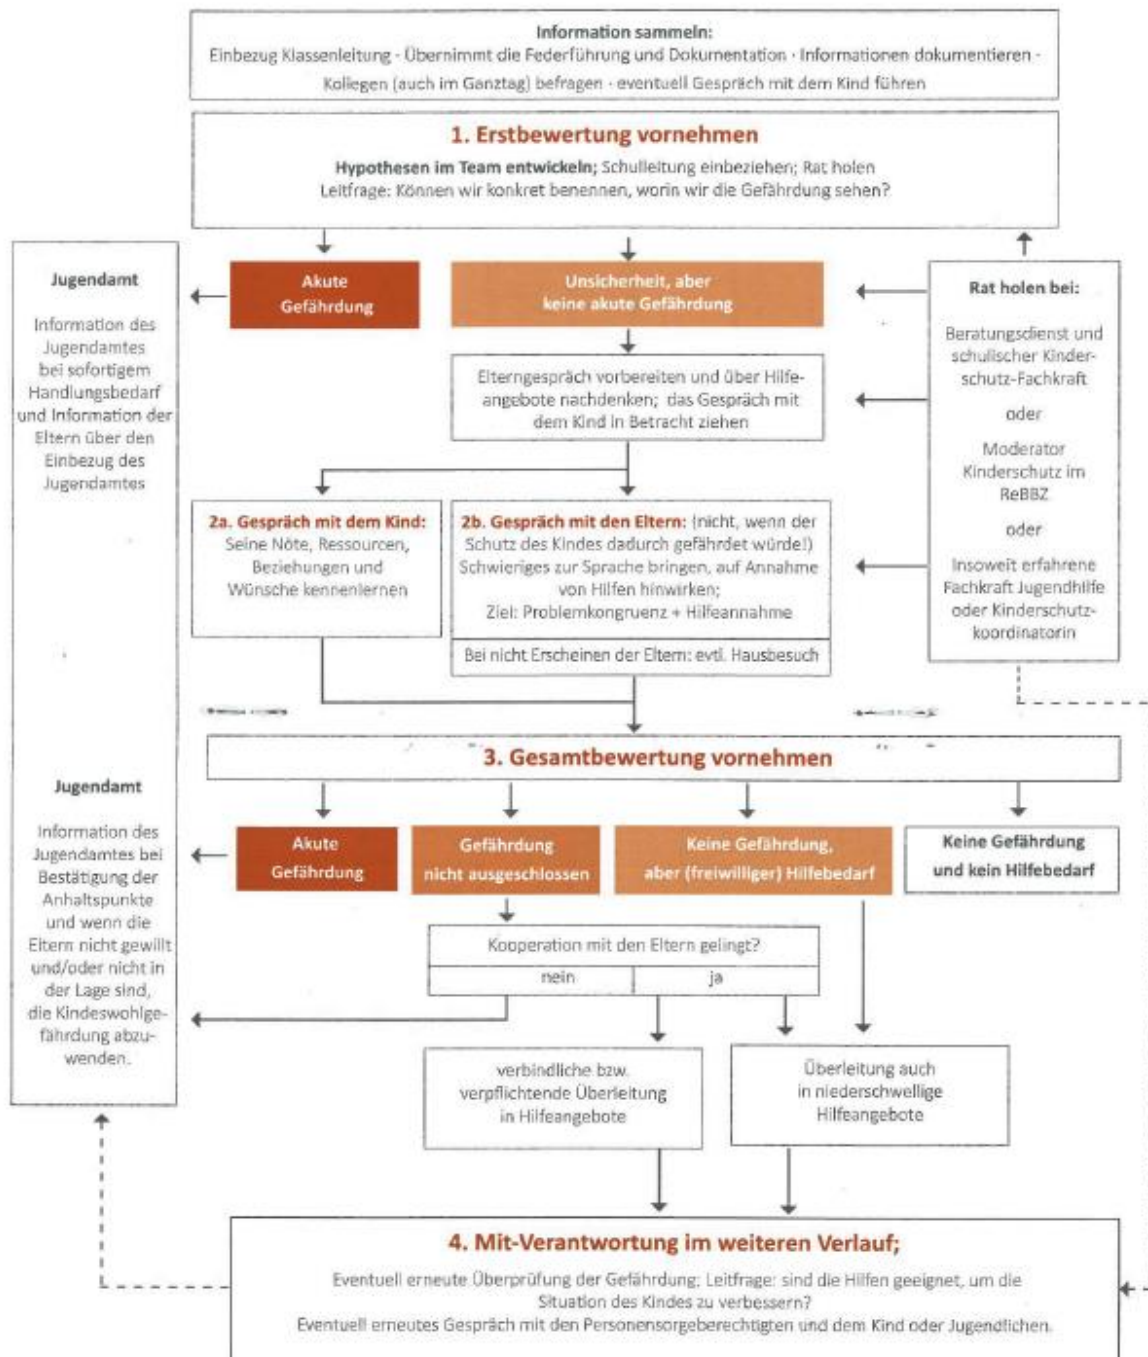 Information sammeln:
Einbezug Klassenleitung - Übernimmt die Federführung und Dokumentation · Informationen dokumentieren -
Kollegen (auch im Ganztag) befragen - eventuell Gespräch mit dem Kind führen
1. Erstbewertung vornehmen
Hypothesen im Team entwickeln; Schulleitung einbeziehen; Rat holen
Leitfrage: Können wir konkret benennen, worin wir die Gefährdung sehen?
Jugendamt
Information des
Jugendamtes
bei sofortigem
Handlungsbedarf
und Information der
Eltern über den
Einbezug des
Jugendamtes
Akute
Gefährdung
Unsicherheit, aber
keine akute Gefährdung
Rat holen bei:
Beratungsdienst und
schulischer Kinder-
schutz-Fachkraft
oder
Moderator
Kinderschutz im
ReBBZ
oder
Insoweit erfahrene
Fachkraft Jugendhilfe
oder Kinderschutz-
koordinatorin
Elterngespräch vorbereiten und über Hilfe-
angebote nachdenken; das Gespräch mit
dem Kind in Betracht ziehen
2a. Gespräch mit dem Kind:
Seine Nöte, Ressourcen,
Beziehungen und
Wünsche kennenlernen
2b. Gespräch mit den Eltern: (nicht, wenn der
Schutz des Kindes dadurch gefährdet würde!)
Schwieriges zur Sprache bringen, auf Annahme
von Hilfen hinwirken;
Ziel: Problemkongruenz + Hilfeannahme
Bei nicht Erscheinen der Eltern: evtl. Hausbesuch
3. Gesamtbewertung vornehmen
Jugendamt
Information des
Jugendamtes bei
Bestätigung der
Anhaltspunkte
und wenn die
Eltern nicht gewillt
und/oder nicht in
der Lage sind,
die Kindeswohlge-
fährdung abzu-
wenden.
Akute
Gefährdung
Gefährdung
nicht ausgeschlossen
Keine Gefährdung,
aber (freiwilliger) Hilfebedarf
Keine Gefährdung
und kein Hilfebedarf
Kooperation mit den Eltern gelingt?
nein
ja
verbindliche bzw.
verpflichtende Überleitung
in Hilfeangebote
Überleitung auch
in niederschwellige
Hilfeangebote
4. Mit-Verantwortung im weiteren Verlauf;
Eventuell erneute Überprüfung der Gefährdung; Leitfrage: sind die Hilfen geeignet, um die
Situation des Kindes zu verbessern?
Eventuell erneutes Gespräch mit den Personensorgeberechtigten und dem Kind oder Jugendlichen.